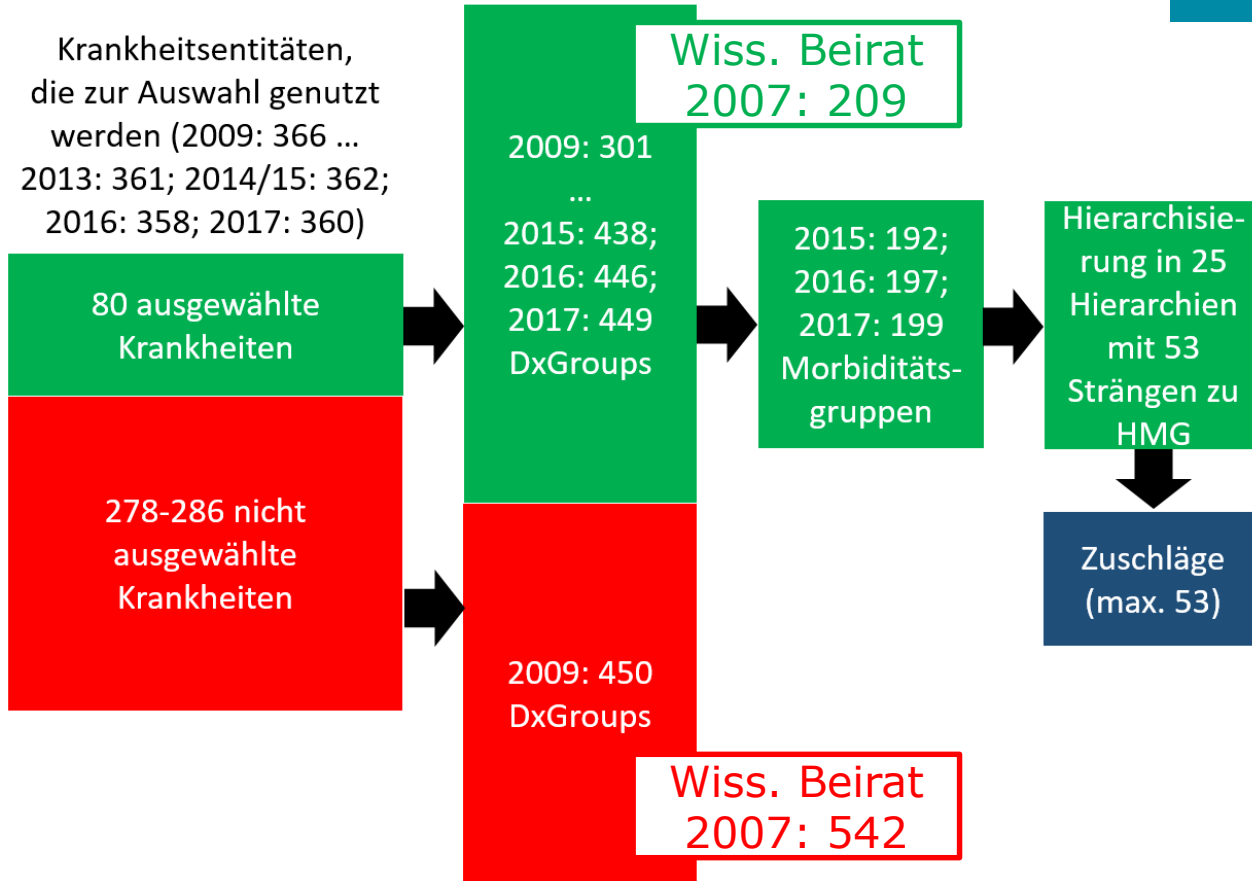 Krankheitsentitäten,
die zur Auswahl genutzt
werden (2009: 366 ...
2013: 361; 2014/15: 362;
2016: 358; 2017: 360)
80 ausgewählte
Krankheiten
278-286 nicht
ausgewählte
Krankheiten
Wiss. Beirat
2007: 209
2009: 301
...
2015: 438;
2016: 446;
2017: 449
DxGroups
2009: 450
DxGroups
Wiss. Beirat
2007: 542
2015: 192;
2016: 197;
2017: 199
Morbiditäts-
gruppen
Hierarchisie-
rung in 25
Hierarchien
mit 53
Strängen zu
HMG
Zuschläge
(max. 53)